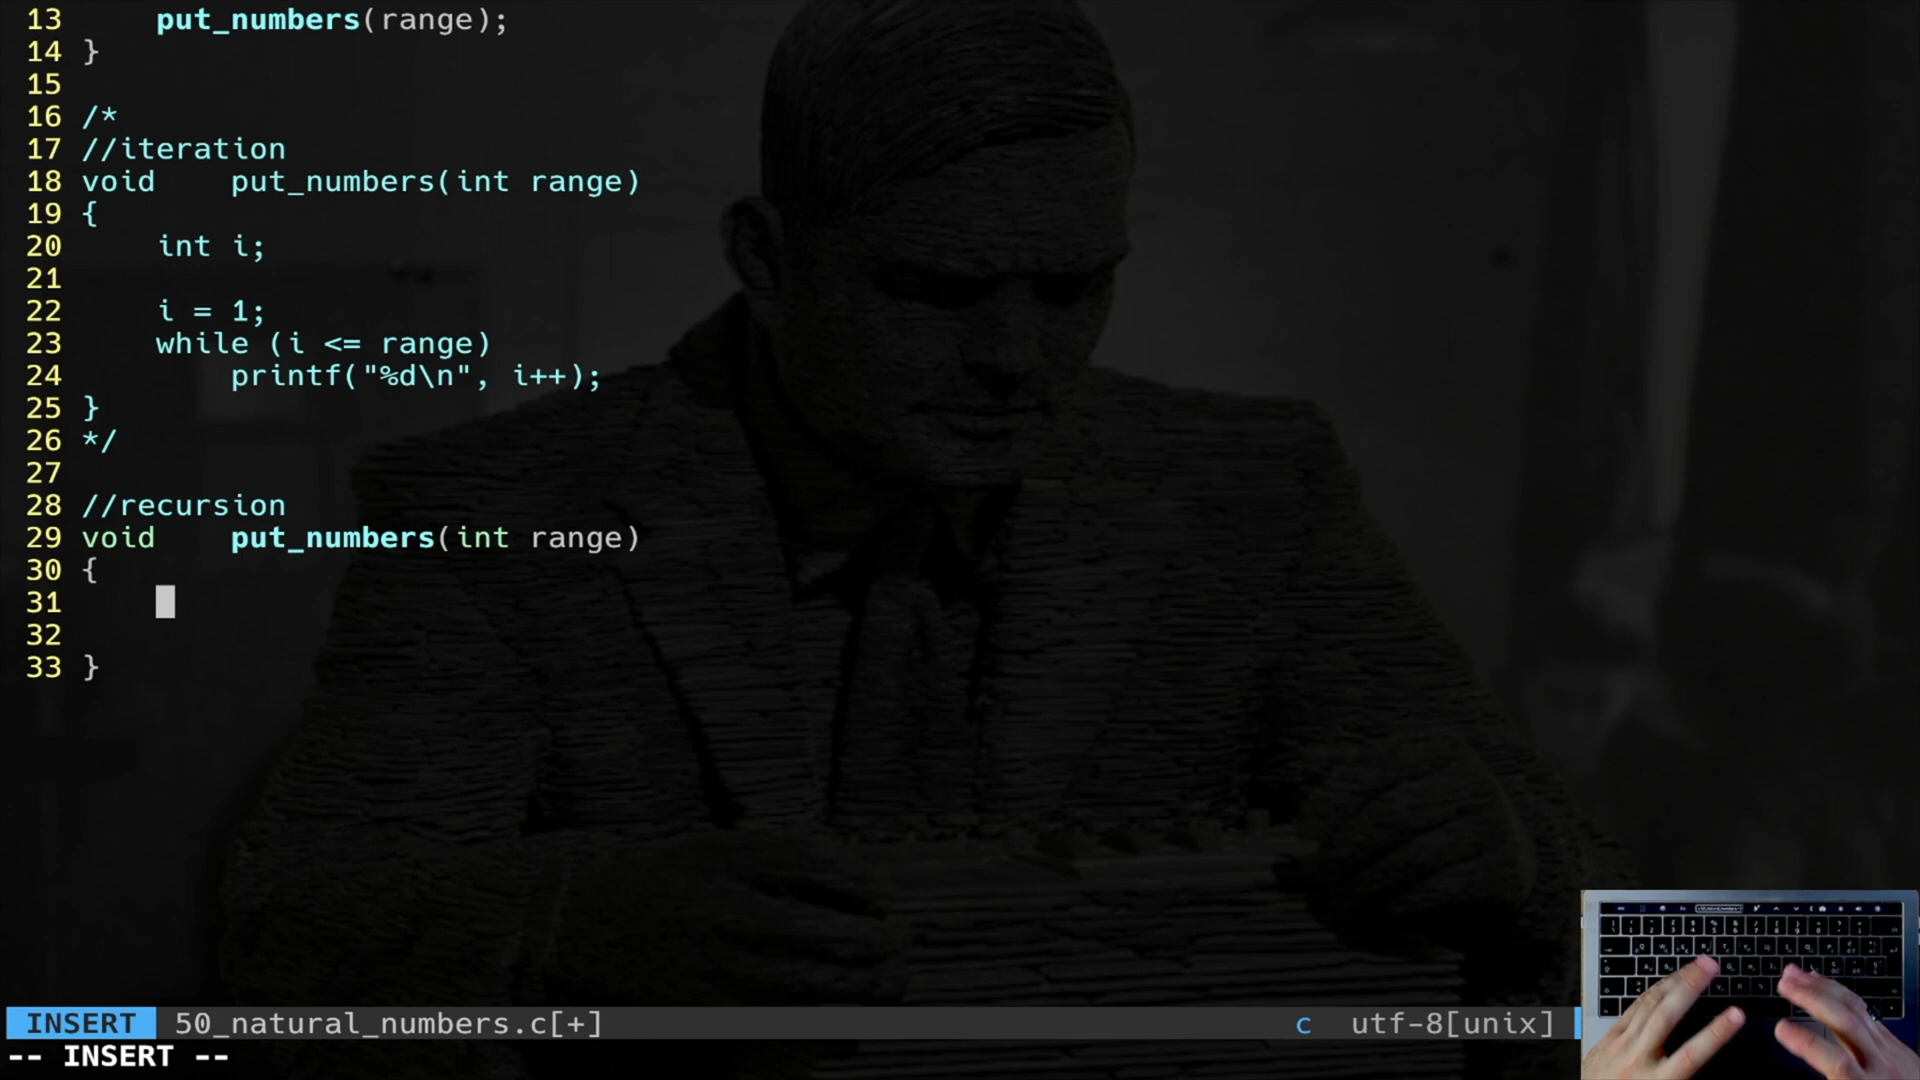 13     put_numbers(range);
14 }
15
16 /*
17 //iteration
18 void    put_numbers(int range)
19 {
20     int i;
21
22     i = 1;
23     while (i <= range)
24         printf("%d\n", i++);
25 }
26 */
27
28 //recursion
29 void    put_numbers(int range)
30 {
31
32
33 }
INSERT 50_natural_numbers.c[+] c utf-8[unix]
-- INSERT --